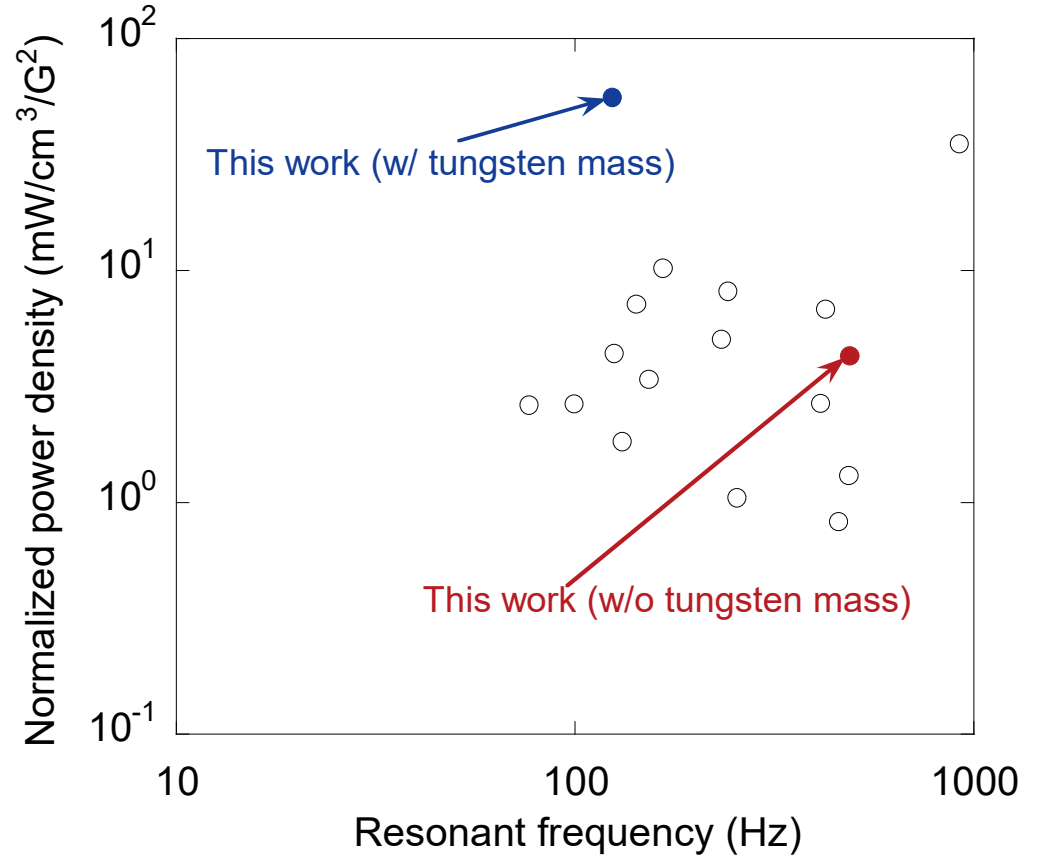 10²
10¹
10⁰
10⁻¹
Normalized power density (mW/cm³/G²)
This work (w/ tungsten mass)
This work (w/o tungsten mass)
10 100 1000
Resonant frequency (Hz)